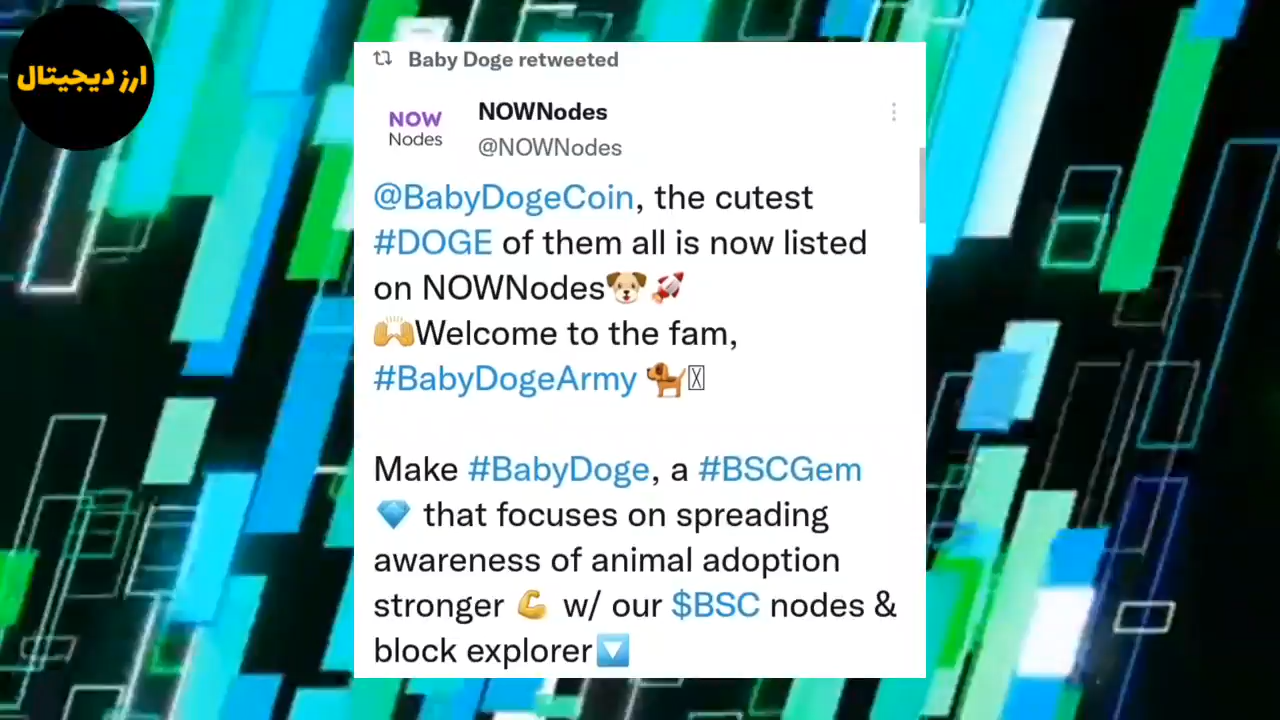 ارز دیجیتال
Baby Doge retweeted
NOW
Nodes
NOWNodes
@NOWNodes
@BabyDogeCoin, the cutest
#DOGE of them all is now listed
on NOWNodes🐶🚀
🙌Welcome to the fam,
#BabyDogeArmy 🐕
Make #BabyDoge, a #BSCGem
💎 that focuses on spreading
awareness of animal adoption
stronger 💪 w/ our $BSC nodes &
block explorer🔽